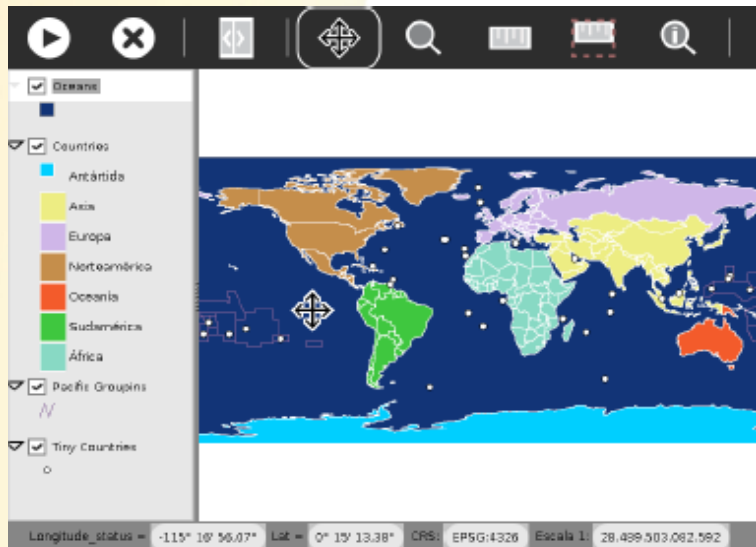 Oceans
Countries
Antártida
Asia
Europa
Norteamérica
Oceanía
Sudamérica
África
Pacific Groupins
Tiny Countries
Longitude_status = -115° 16' 56.07" Lat = 0° 15' 13.38" CRS: EPSG:4326 Escala 1: 28.489.503.082.592